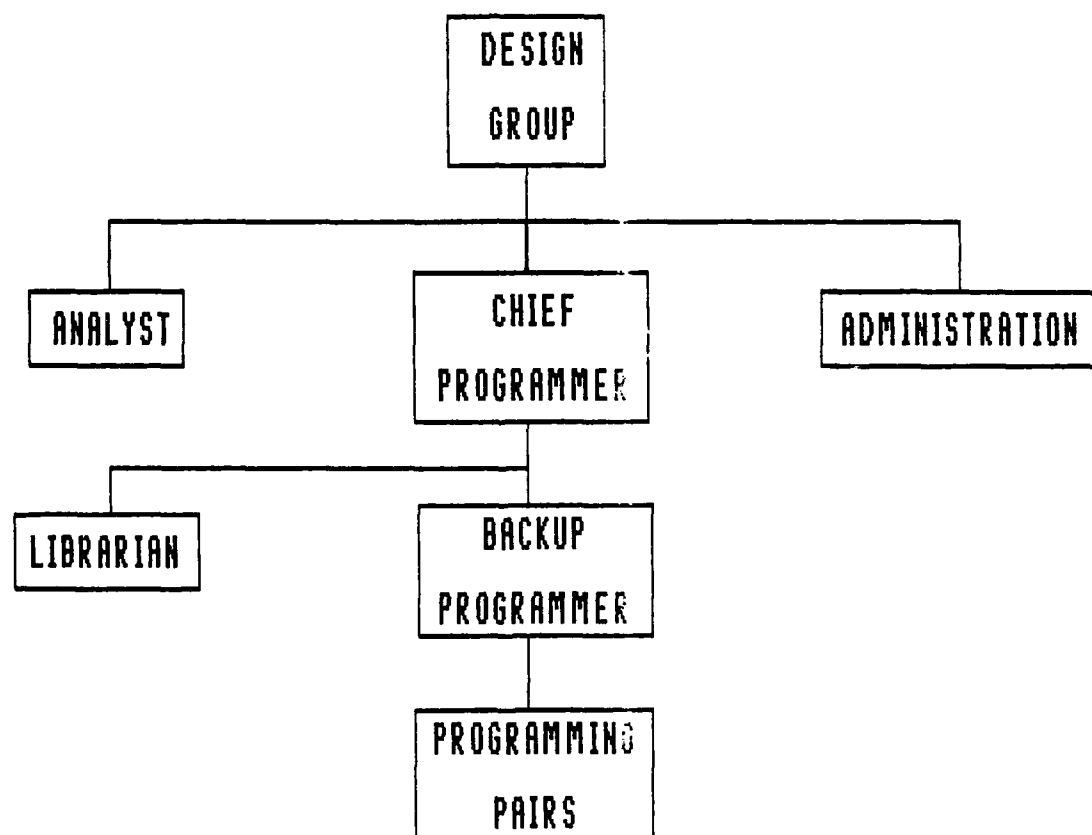 DESIGN
GROUP
ANALYST
CHIEF
PROGRAMMER
ADMINISTRATION
LIBRARIAN
BACKUP
PROGRAMMER
PROGRAMMING
PAIRS